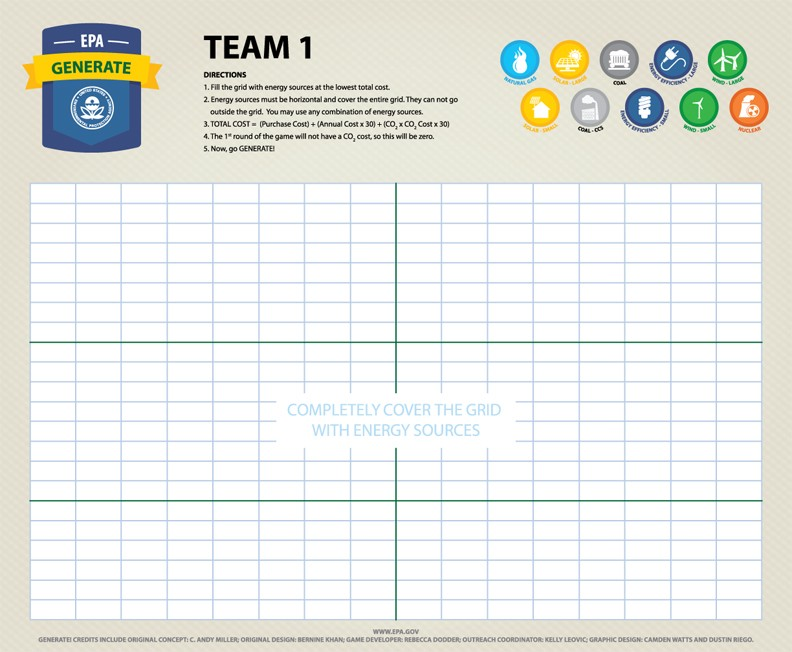 EPA
GENERATE
UNITED STATES
TEAM 1
DIRECTIONS
1. Fill the grid with energy sources at the lowest total cost.
2. Energy sources must be horizontal and cover the entire grid. They can not go
outside the grid. You may use any combination of energy sources.
3. TOTAL COST = (Purchase Cost) + (Annual Cost x 30) + (CO2 x CO2 Cost x 30)
4. The 1st round of the game will not have a CO2 cost, so this will be zero.
5. Now, go GENERATE!
NATURAL GAS
SOLAR - LARGE
COAL
ENERGY EFFICIENCY - LARGE
WIND - LARGE
SOLAR - SMALL
COAL - CCS
ENERGY EFFICIENCY - SMALL
WIND - SMALL
NUCLEAR
COMPLETELY COVER THE GRID
WITH ENERGY SOURCES
WWW.EPA.GOV
GENERATE! CREDITS INCLUDE ORIGINAL CONCEPT: C. ANDY MILLER; ORIGINAL DESIGN: BERNINE KHAN; GAME DEVELOPER: REBECCA DODDER; OUTREACH COORDINATOR: KELLY LEOVIC; GRAPHIC DESIGN: CAMDEN WATTS AND DUSTIN RIEGO.